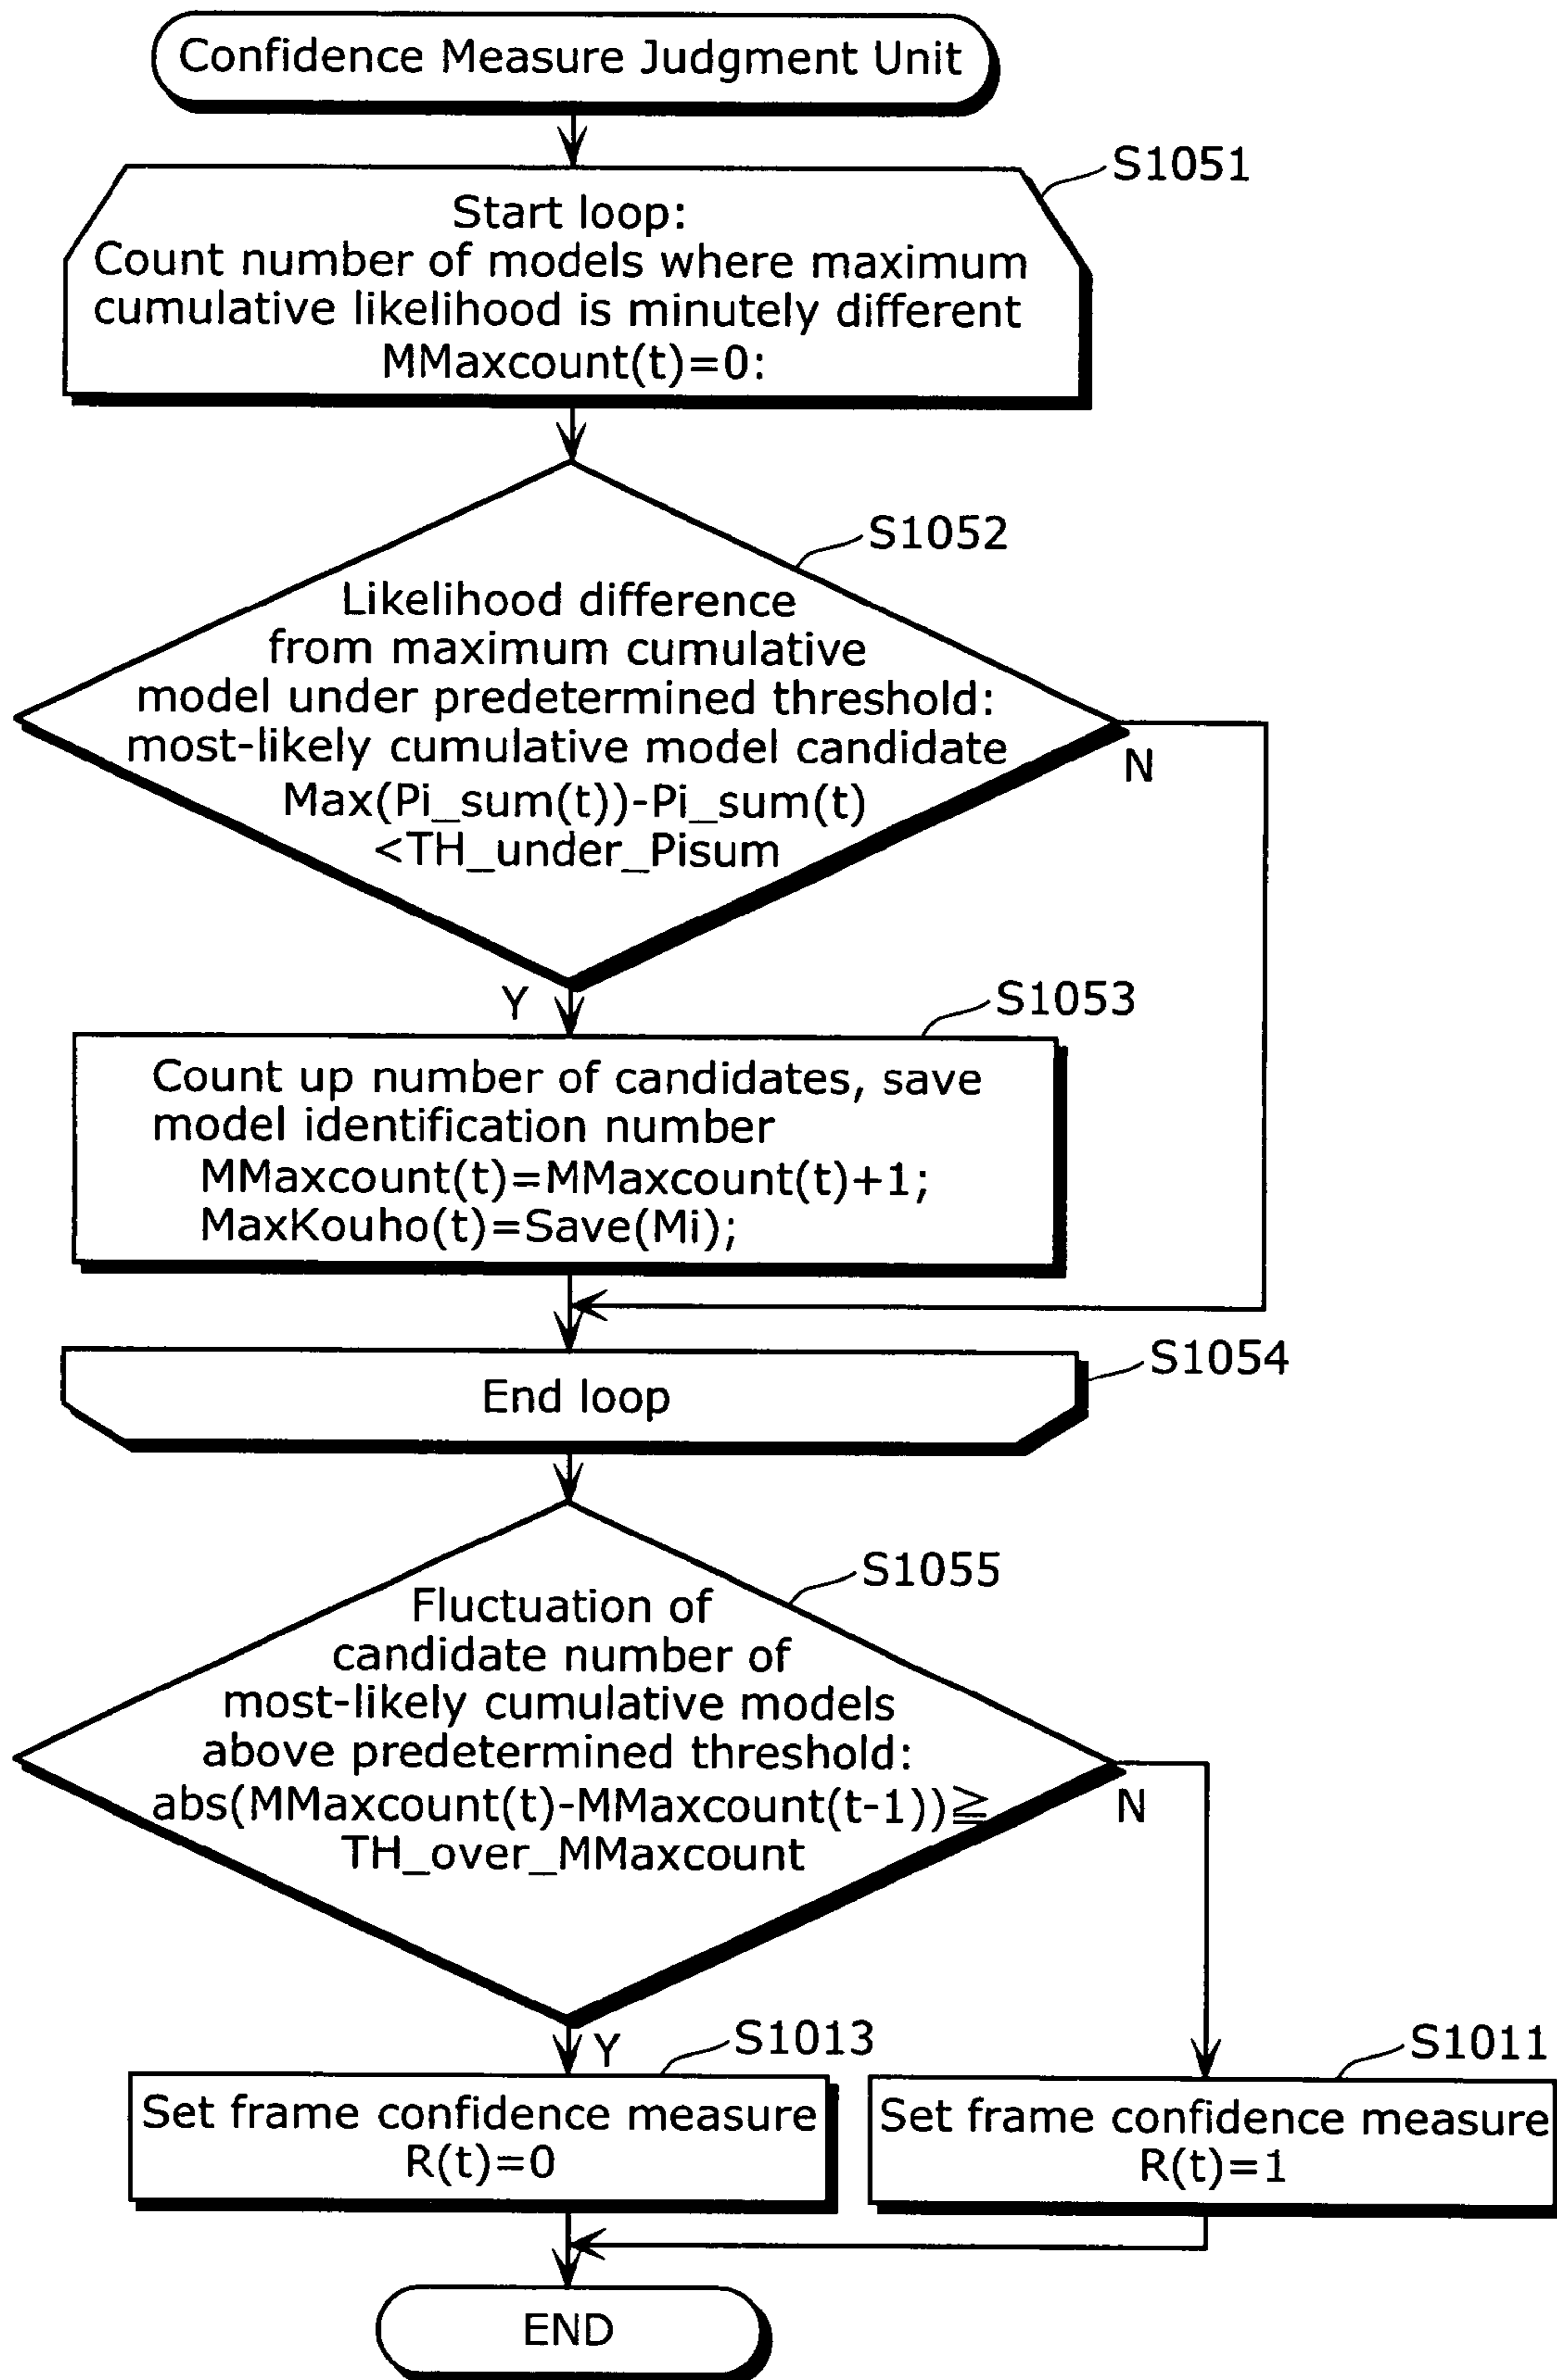 Confidence Measure Judgment Unit
S1051
Start loop:
Count number of models where maximum
cumulative likelihood is minutely different
MMaxcount(t)=0:
S1052
Likelihood difference
from maximum cumulative
model under predetermined threshold:
most-likely cumulative model candidate
Max(Pi_sum(t))-Pi_sum(t)
<TH_under_Pisum
N
Y
S1053
Count up number of candidates, save
model identification number
MMaxcount(t)=MMaxcount(t)+1;
MaxKouho(t)=Save(Mi);
S1054
End loop
S1055
Fluctuation of
candidate number of
most-likely cumulative models
above predetermined threshold:
abs(MMaxcount(t)-MMaxcount(t-1))≧
TH_over_MMaxcount
N
Y
S1013
S1011
Set frame confidence measure
R(t)=0
Set frame confidence measure
R(t)=1
END